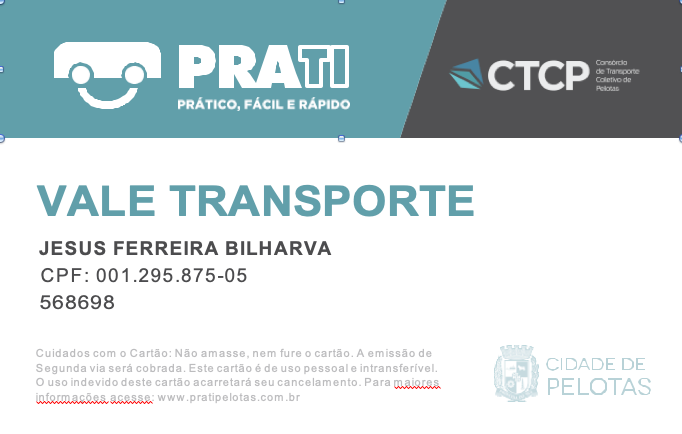 PRATI
PRÁTICO, FÁCIL E RÁPIDO
CTCP
Consórcio
de Transporte
Coletivo de
Pelotas
VALE TRANSPORTE
JESUS FERREIRA BILHARVA
CPF: 001.295.875-05
568698
Cuidados com o Cartão: Não amasse, nem fure o cartão. A emissão de
Segunda via será cobrada. Este cartão é de uso pessoal e intransferível.
O uso indevido deste cartão acarretará seu cancelamento. Para maiores
informações acesse: www.pratipelotas.com.br
CIDADE DE
PELOTAS